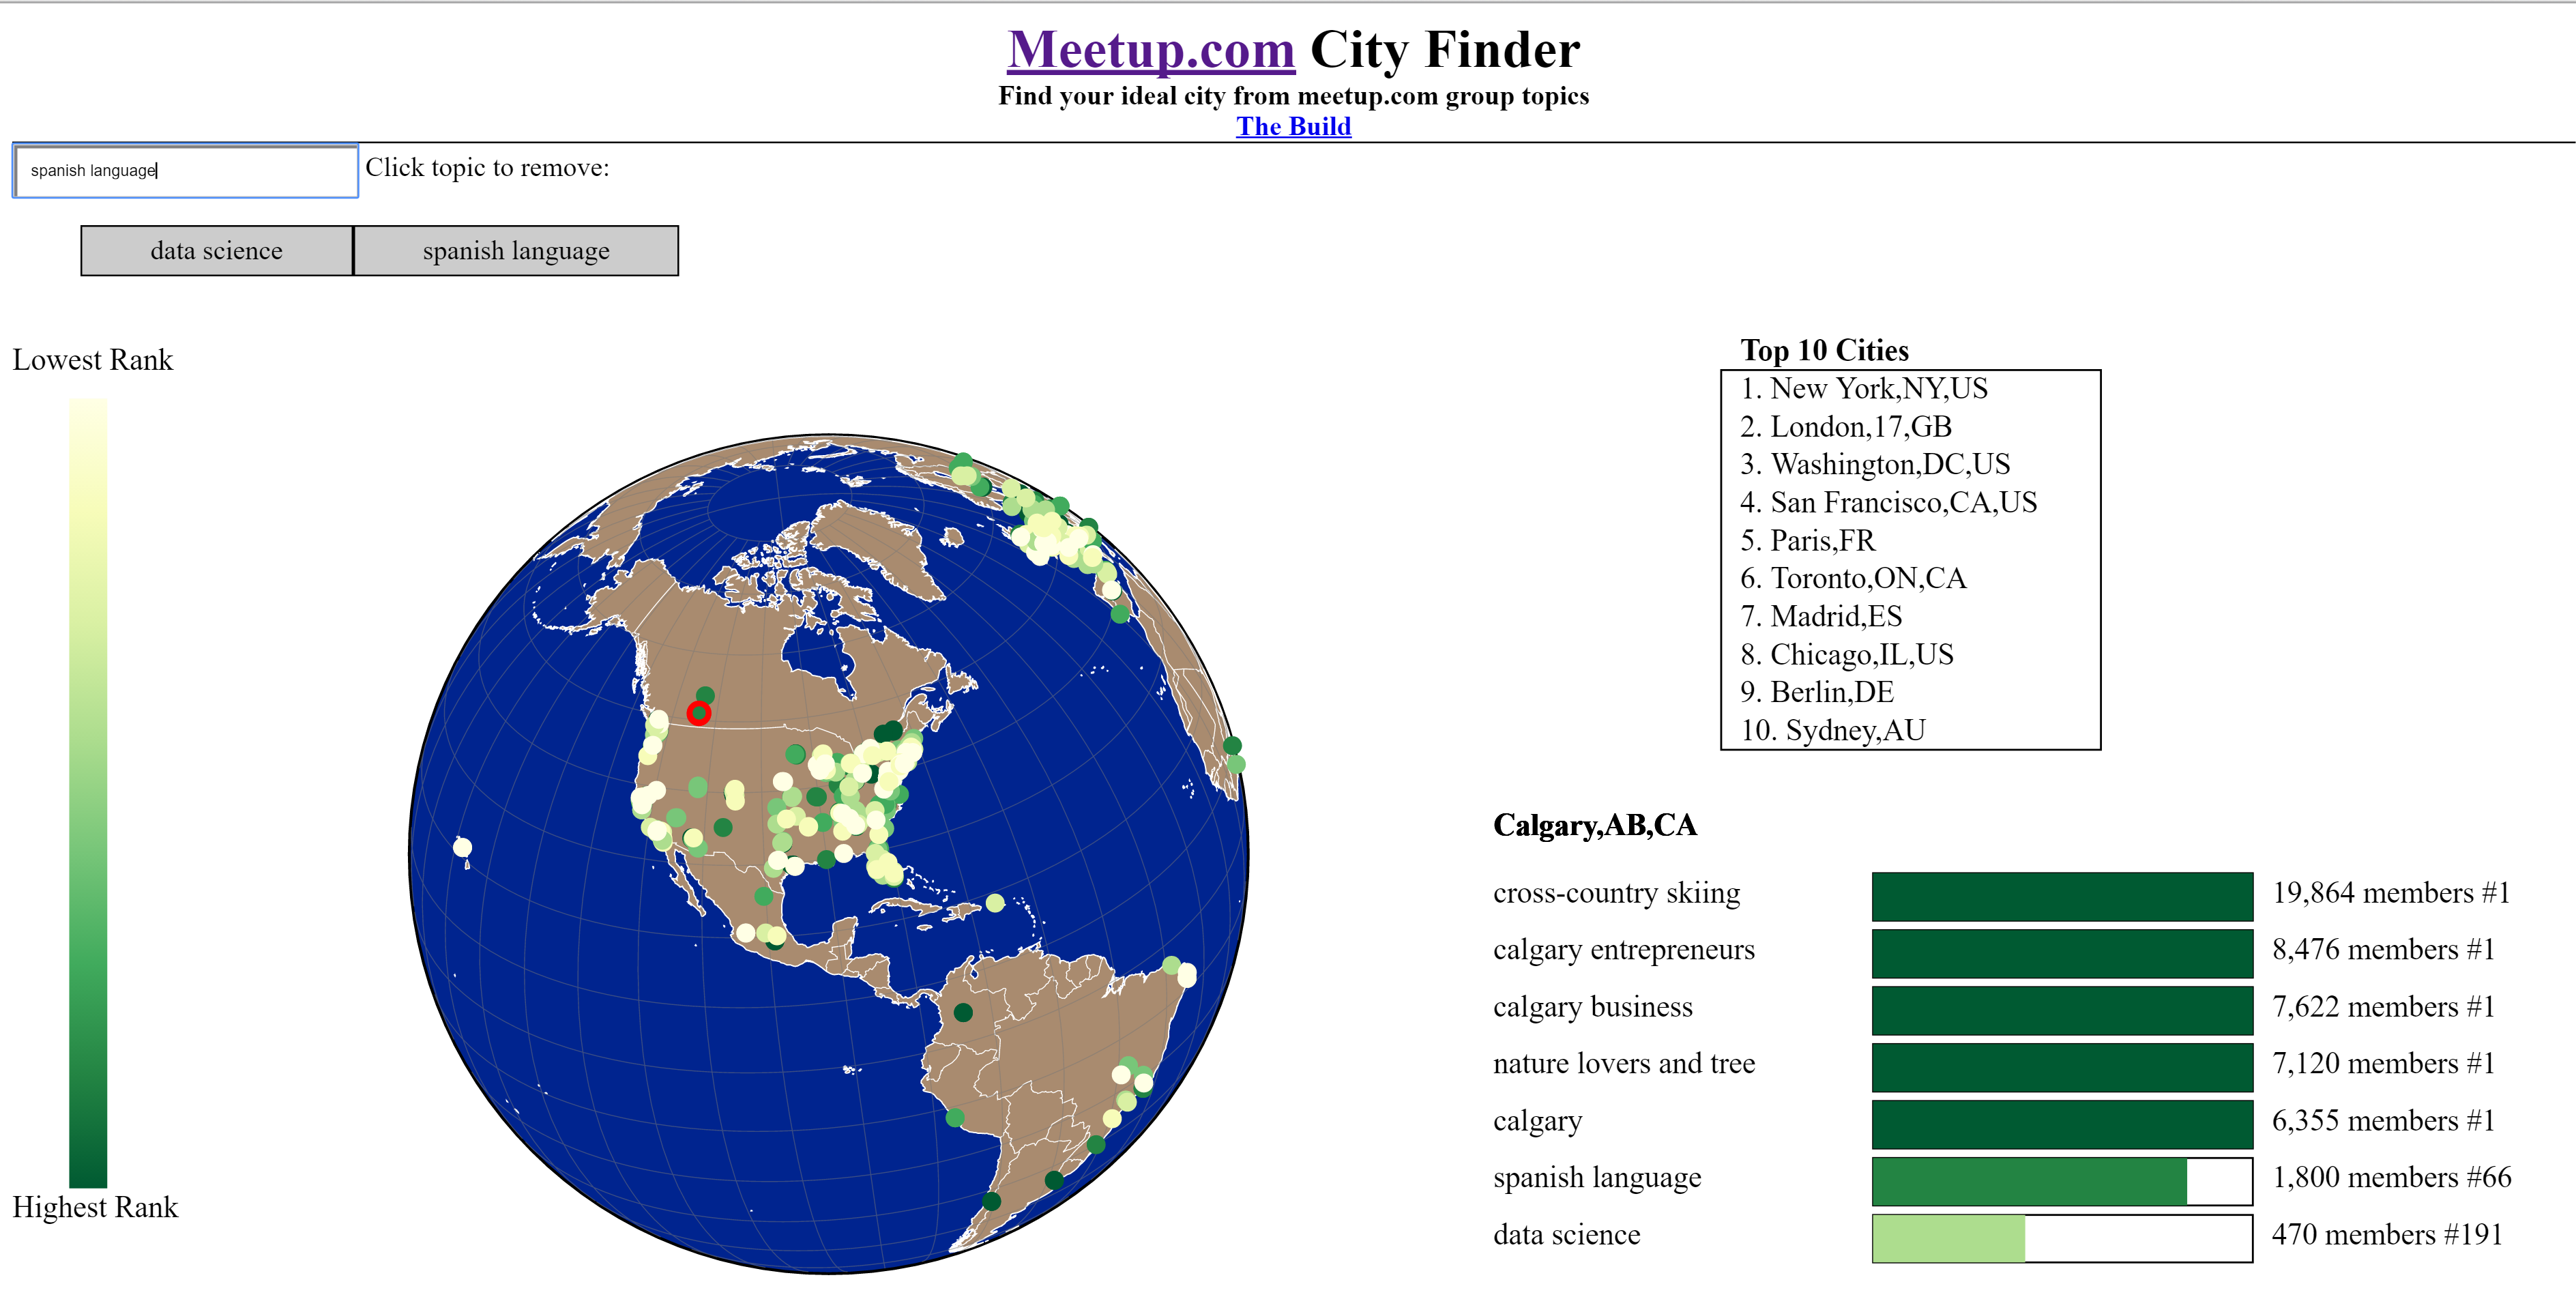 Meetup.com City Finder
Find your ideal city from meetup.com group topics
The Build
spanish language
Click topic to remove:
data science
spanish language
Lowest Rank
Highest Rank
Top 10 Cities
1. New York,NY,US
2. London,17,GB
3. Washington,DC,US
4. San Francisco,CA,US
5. Paris,FR
6. Toronto,ON,CA
7. Madrid,ES
8. Chicago,IL,US
9. Berlin,DE
10. Sydney,AU
Calgary,AB,CA
cross-country skiing 19,864 members #1
calgary entrepreneurs 8,476 members #1
calgary business 7,622 members #1
nature lovers and tree 7,120 members #1
calgary 6,355 members #1
spanish language 1,800 members #66
data science 470 members #191